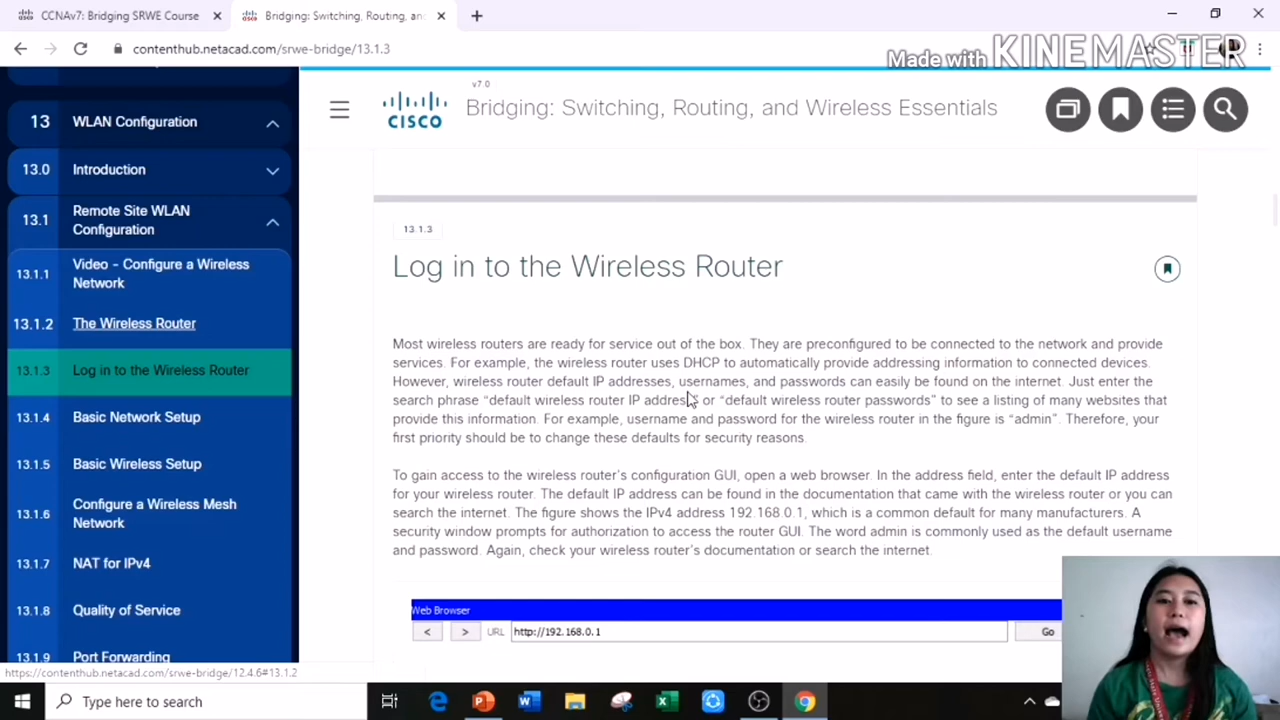 CCNAv7: Bridging SRWE Course
Bridging: Switching, Routing, an
contenthub.netacad.com/srwe-bridge/13.1.3
Made with KINEMASTER
13 WLAN Configuration
13.0 Introduction
13.1 Remote Site WLAN
Configuration
13.1.1 Video - Configure a Wireless
Network
13.1.2 The Wireless Router
13.1.3 Log in to the Wireless Router
13.1.4 Basic Network Setup
13.1.5 Basic Wireless Setup
13.1.6 Configure a Wireless Mesh
Network
13.1.7 NAT for IPv4
13.1.8 Quality of Service
13.1.9 Port Forwarding
https://contenthub.netacad.com/srwe-bridge/12.4.6#13.1.2
v7.0
CISCO
Bridging: Switching, Routing, and Wireless Essentials
13.1.3
Log in to the Wireless Router
Most wireless routers are ready for service out of the box. They are preconfigured to be connected to the network and provide
services. For example, the wireless router uses DHCP to automatically provide addressing information to connected devices.
However, wireless router default IP addresses, usernames, and passwords can easily be found on the internet. Just enter the
search phrase “default wireless router IP address” or “default wireless router passwords” to see a listing of many websites that
provide this information. For example, username and password for the wireless router in the figure is “admin”. Therefore, your
first priority should be to change these defaults for security reasons.
To gain access to the wireless router’s configuration GUI, open a web browser. In the address field, enter the default IP address
for your wireless router. The default IP address can be found in the documentation that came with the wireless router or you can
search the internet. The figure shows the IPv4 address 192.168.0.1, which is a common default for many manufacturers. A
security window prompts for authorization to access the router GUI. The word admin is commonly used as the default username
and password. Again, check your wireless router’s documentation or search the internet.
Web Browser
< > URL http://192.168.0.1 Go
Type here to search